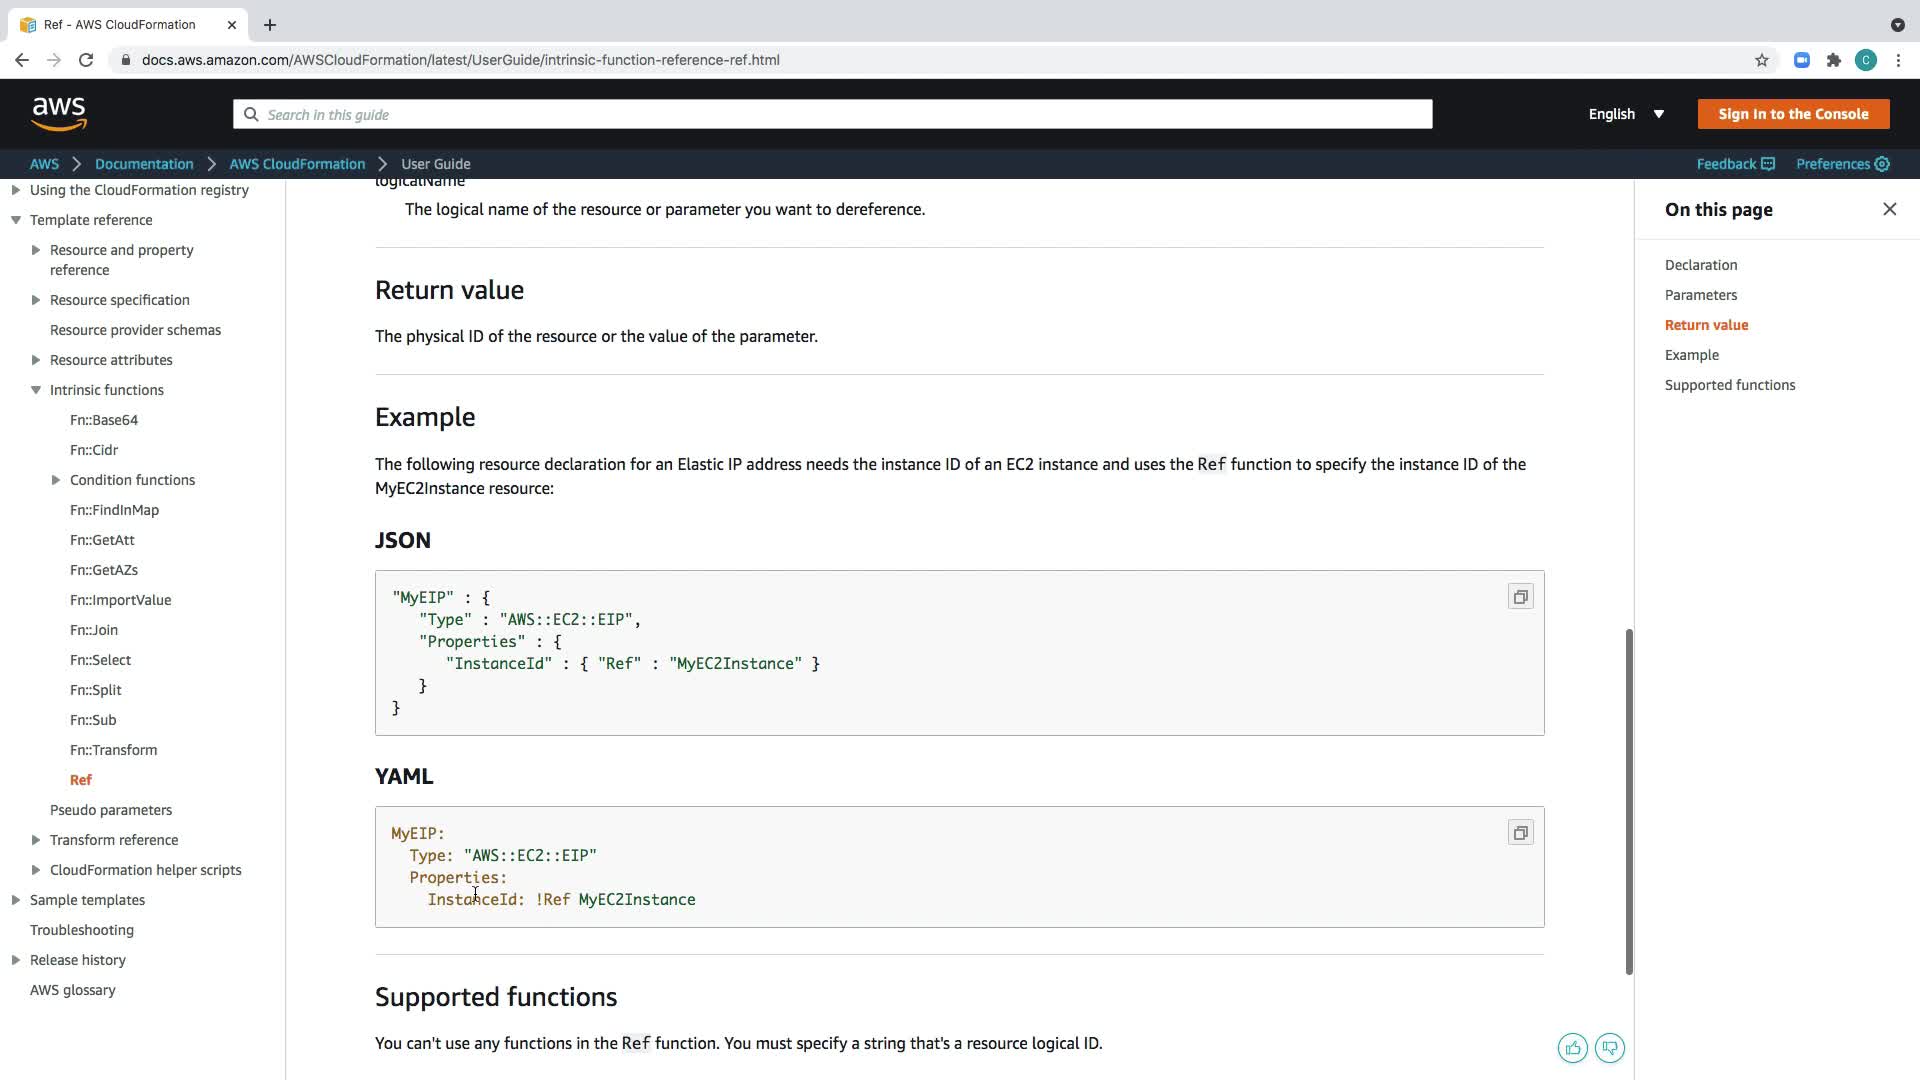 Ref - AWS CloudFormation
docs.aws.amazon.com/AWSCloudFormation/latest/UserGuide/intrinsic-function-reference-ref.html
C
aws
Search in this guide
English
Sign In to the Console
AWS
Documentation
AWS CloudFormation
User Guide
Feedback
Preferences
Using the CloudFormation registry
Template reference
Resource and property
reference
Resource specification
Resource provider schemas
Resource attributes
Intrinsic functions
Fn::Base64
Fn::Cidr
Condition functions
Fn::FindInMap
Fn::GetAtt
Fn::GetAZs
Fn::ImportValue
Fn::Join
Fn::Select
Fn::Split
Fn::Sub
Fn::Transform
Ref
Pseudo parameters
Transform reference
CloudFormation helper scripts
Sample templates
Troubleshooting
Release history
AWS glossary
logicalName
The logical name of the resource or parameter you want to dereference.
Return value
The physical ID of the resource or the value of the parameter.
Example
The following resource declaration for an Elastic IP address needs the instance ID of an EC2 instance and uses the Ref function to specify the instance ID of the
MyEC2Instance resource:
JSON
"MyEIP" : {
"Type" : "AWS::EC2::EIP",
"Properties" : {
"InstanceId" : { "Ref" : "MyEC2Instance" }
}
}
YAML
MyEIP:
Type: "AWS::EC2::EIP"
Properties:
InstanceId: !Ref MyEC2Instance
Supported functions
You can't use any functions in the Ref function. You must specify a string that's a resource logical ID.
On this page
Declaration
Parameters
Return value
Example
Supported functions